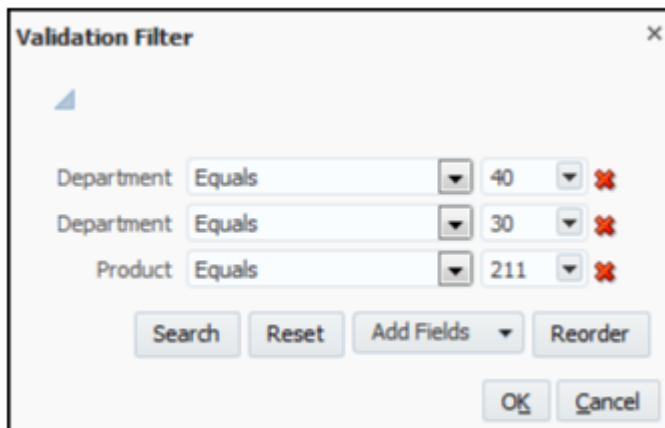 Validation Filter
Department Equals 40
Department Equals 30
Product Equals 211
Search Reset Add Fields Reorder
OK Cancel